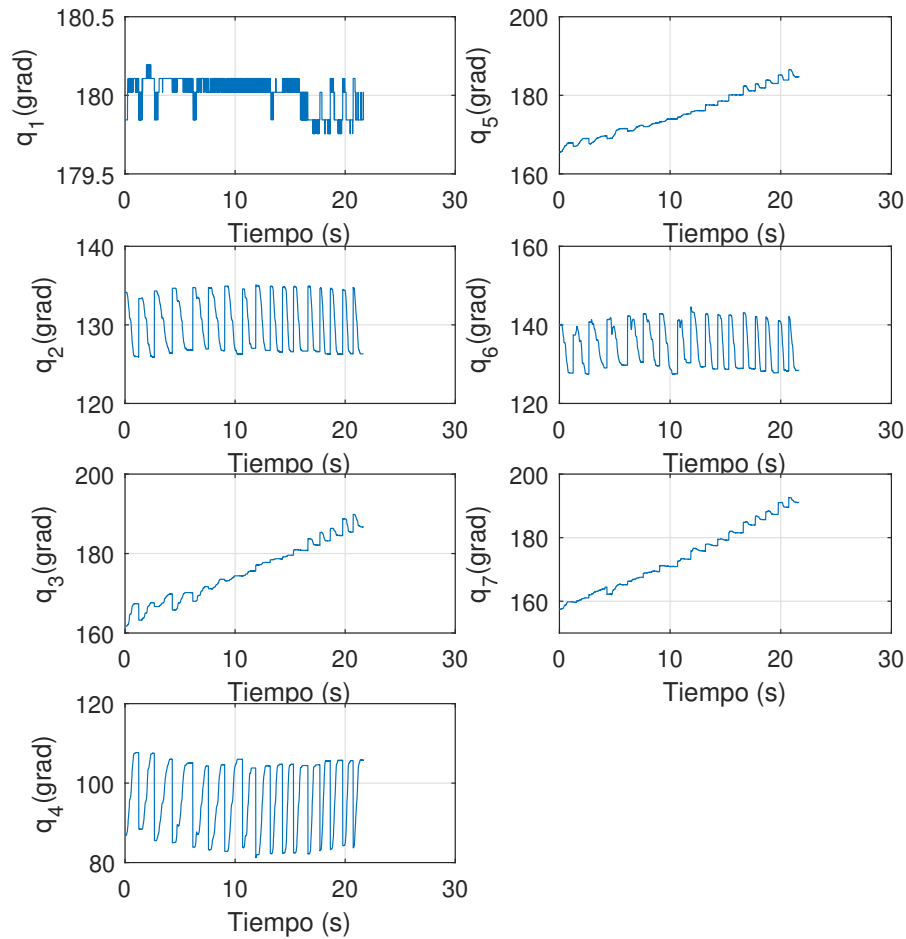 180.5
180
179.5
q1(grad)
0 10 20 30
Tiempo (s)
200
180
160
q5(grad)
0 10 20 30
Tiempo (s)
140
130
120
q2(grad)
0 10 20 30
Tiempo (s)
160
140
120
q6(grad)
0 10 20 30
Tiempo (s)
200
180
160
q3(grad)
0 10 20 30
Tiempo (s)
200
180
160
q7(grad)
0 10 20 30
Tiempo (s)
120
100
80
q4(grad)
0 10 20 30
Tiempo (s)